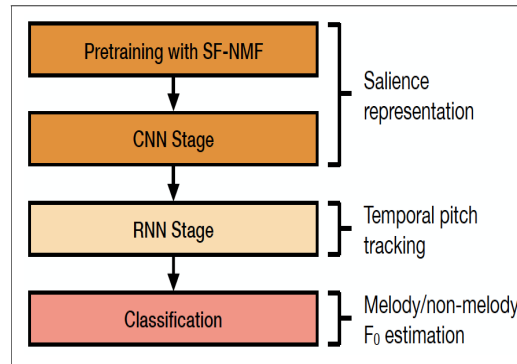 Pretraining with SF-NMF
CNN Stage
Salience
representation
RNN Stage
Temporal pitch
tracking
Classification
Melody/non-melody
F₀ estimation